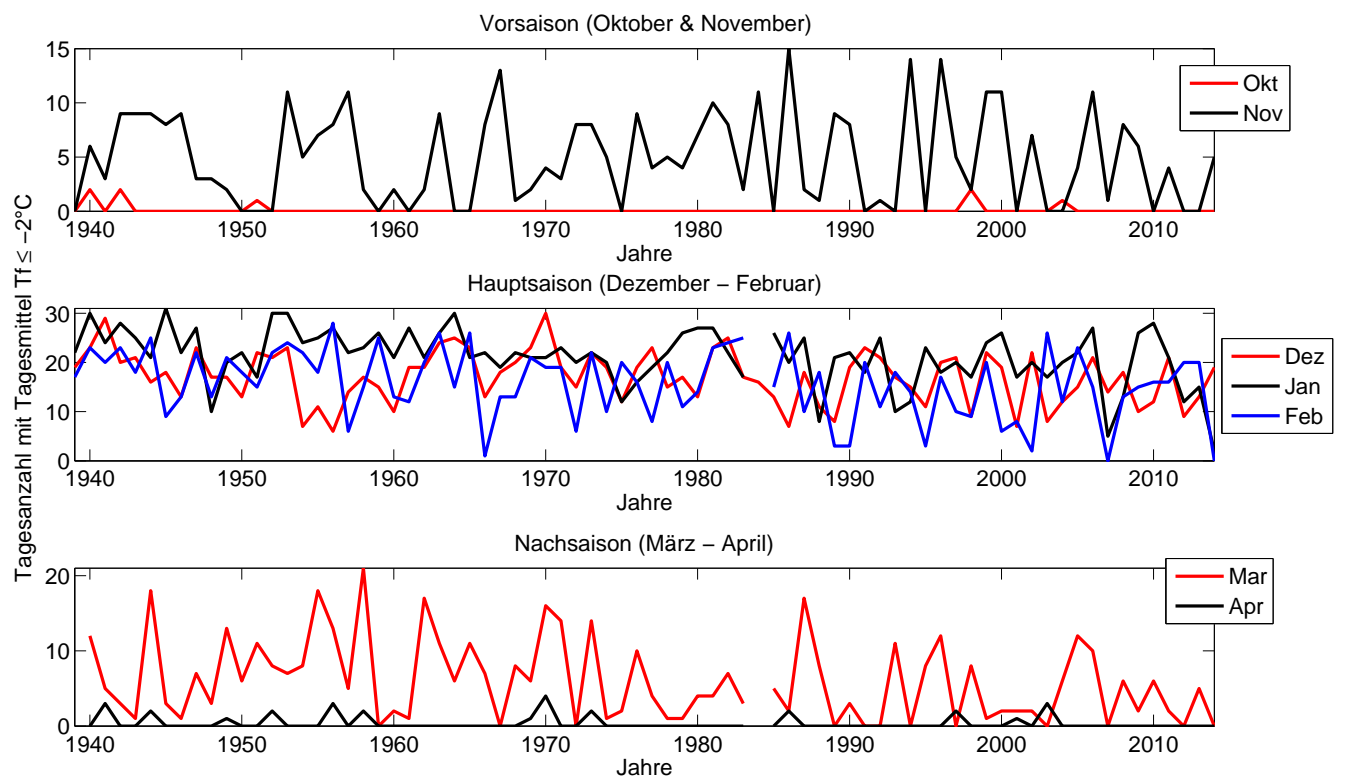 Vorsaison (Oktober & November)
15
10
5
0
1940 1950 1960 1970 1980 1990 2000 2010
Jahre
Okt
Nov
Tagesanzahl mit Tagesmittel Tf ≤ −2°C
Hauptsaison (Dezember − Februar)
30
20
10
0
1940 1950 1960 1970 1980 1990 2000 2010
Jahre
Dez
Jan
Feb
Nachsaison (März − April)
20
10
0
1940 1950 1960 1970 1980 1990 2000 2010
Jahre
Mar
Apr